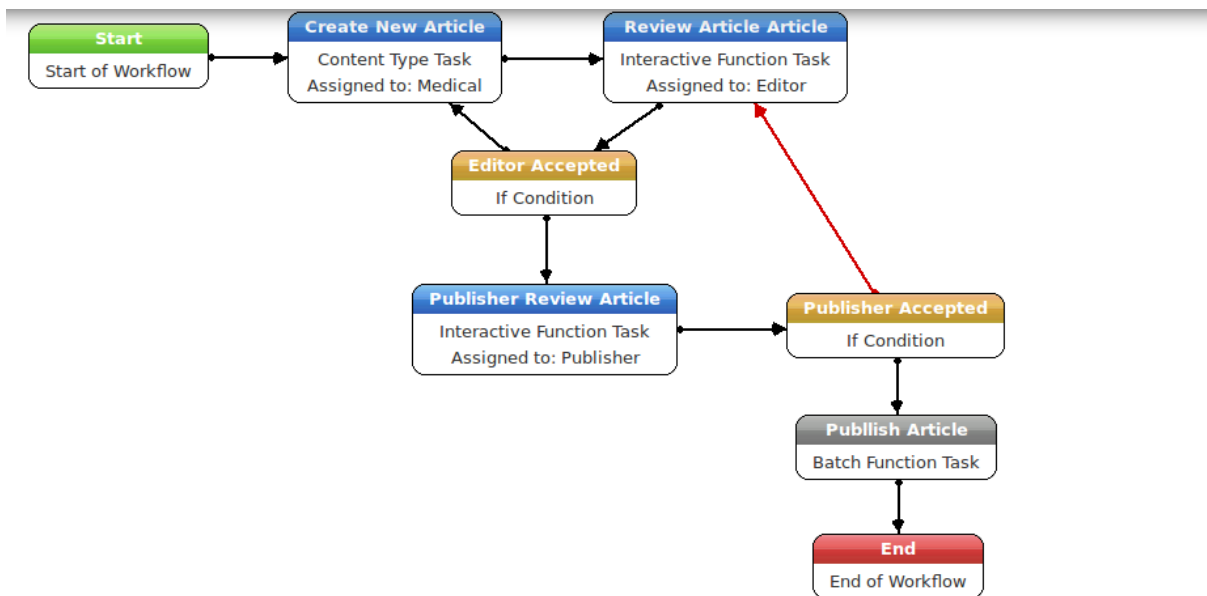 Start
Start of Workflow
Create New Article
Content Type Task
Assigned to: Medical
Review Article Article
Interactive Function Task
Assigned to: Editor
Editor Accepted
If Condition
Publisher Review Article
Interactive Function Task
Assigned to: Publisher
Publisher Accepted
If Condition
Publlish Article
Batch Function Task
End
End of Workflow